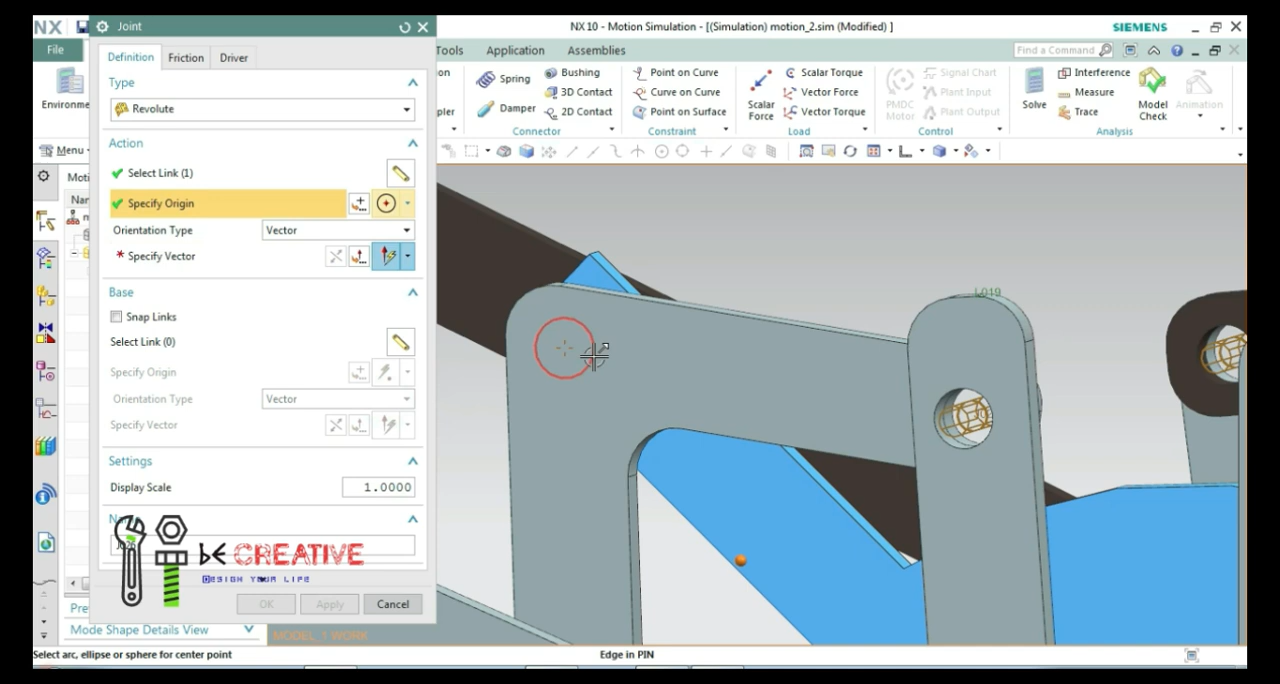 NX
Joint
NX 10 - Motion Simulation - [(Simulation) motion_2.sim (Modified) ]
SIEMENS
File
Definition
Friction
Driver
Tools
Application
Assemblies
Find a Command
Type
Revolute
Environme
Spring
Damper
Bushing
3D Contact
2D Contact
Connector
Point on Curve
Curve on Curve
Point on Surface
Constraint
Scalar
Force
Scalar Torque
Vector Force
Vector Torque
Load
PMDC
Motor
Signal Chart
Plant Input
Plant Output
Control
Solve
Interference
Measure
Trace
Model
Check
Animation
Analysis
Menu
Action
Select Link (1)
Specify Origin
Orientation Type
Vector
Specify Vector
Base
Snap Links
Select Link (0)
Specify Origin
Orientation Type
Vector
Specify Vector
Settings
Display Scale
1.0000
BE CREATIVE
DESIGN YOUR LIFE
OK
Apply
Cancel
Mode Shape Details View
L019
MODEL_1 WORK
Select arc, ellipse or sphere for center point
Edge in PIN